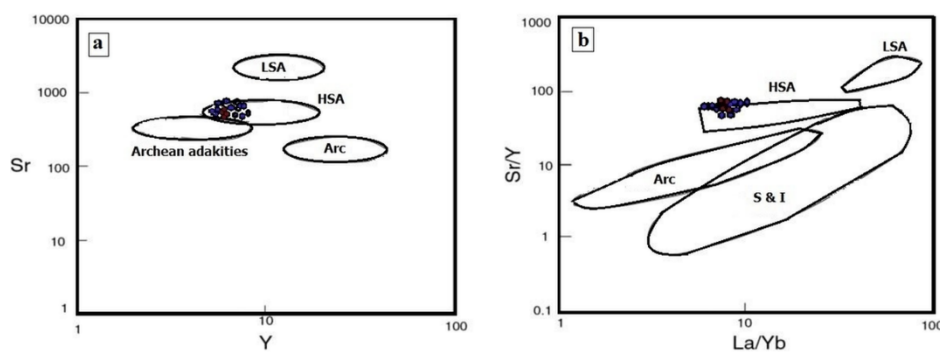 a
10000
1000
100
10
1
Sr
LSA
HSA
Archean adakities
Arc
1
10
100
Y
b
1000
100
10
1
0.1
Sr/Y
LSA
HSA
Arc
S & I
1
10
100
La/Yb